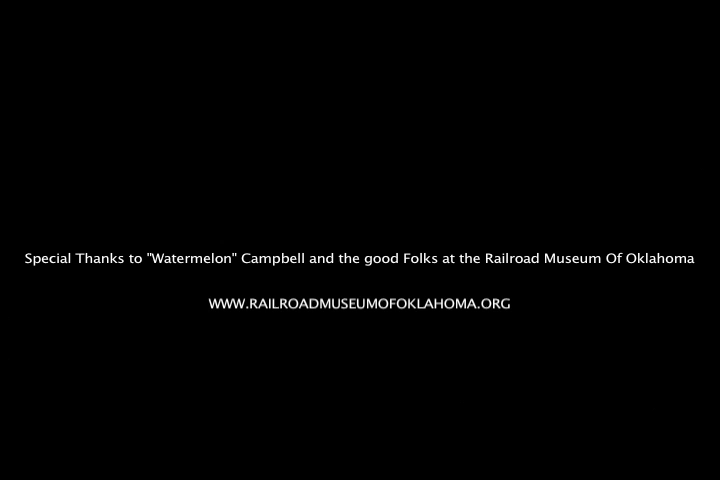 Special Thanks to "Watermelon" Campbell and the good Folks at the Railroad Museum Of Oklahoma
WWW.RAILROADMUSEUMOFOKLAHOMA.ORG